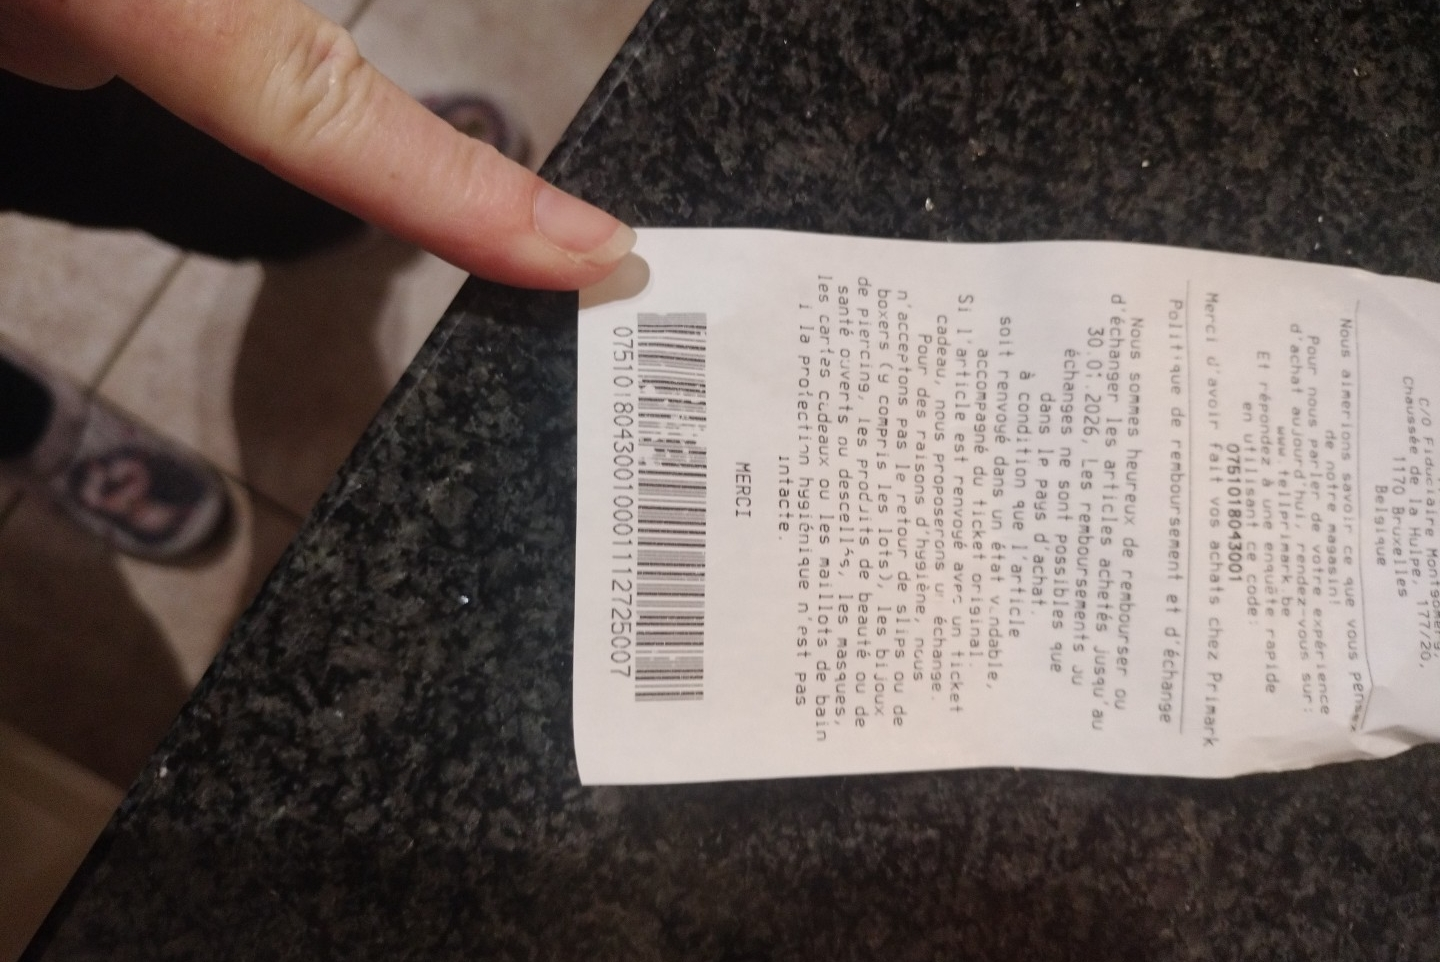 C/O Fiduciaire Montgomery,
Chaussée de la Hulpe, 177/20,
1170 Bruxelles
Belgique
Nous aimerions savoir ce que vous pensez
de notre magasin!
Pour nous parler de votre expérience
d'achat aujourd'hui, rendez-vous sur:
www.tellprimark.be
Et répondez à une enquête rapide
en utilisant ce code:
0751018043001
Merci d'avoir fait vos achats chez Primark
Politique de remboursement et d'échange
Nous sommes heureux de rembourser ou
d'échanger les articles achetés jusqu'au
30.01.2026, Les remboursements ou
échanges ne sont possibles que
dans le pays d'achat.
à condition que l'article
soit renvoyé dans un état vendable,
accompagné du ticket original.
Si l'article est renvoyé avec un ticket
cadeau, nous proposerons un échange.
Pour des raisons d'hygiène, nous
n'acceptons pas le retour de slips ou de
boxers (y compris les lots), les bijoux
de piercing, les produits de beauté ou de
santé ouverts ou descellés, les masques,
les cartes cadeaux ou les maillots de bain
i la protection hygiénique n'est pas
intacte.
MERCI
07510180430010001112725007